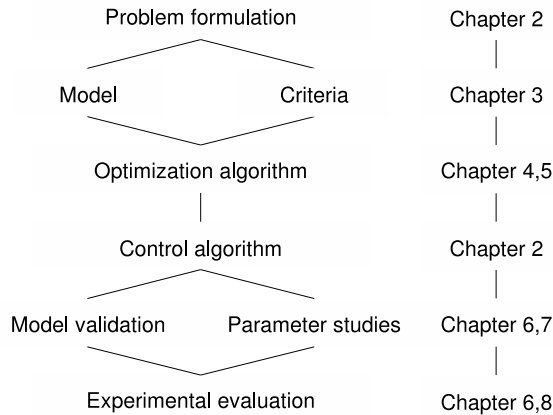 Problem formulation Chapter 2
Model Criteria Chapter 3
Optimization algorithm Chapter 4,5
Control algorithm Chapter 2
Model validation Parameter studies Chapter 6,7
Experimental evaluation Chapter 6,8